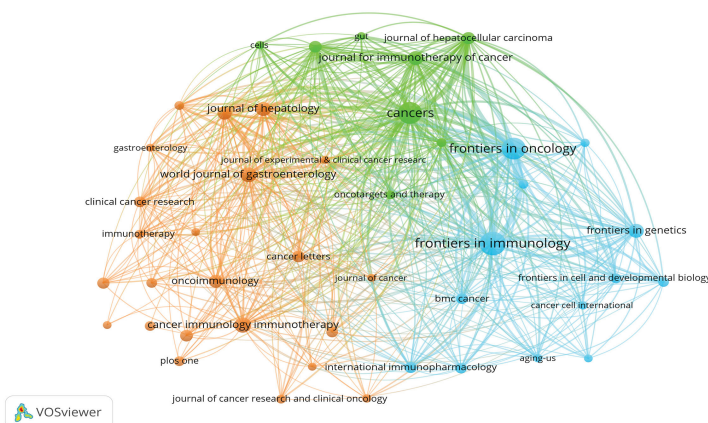 gut
journal of hepatocellular carcinoma
cells
journal for immunotherapy of cancer
journal of hepatology
cancers
gastroenterology
frontiers in oncology
journal of experimental & clinical cancer researc
world journal of gastroenterology
oncotargets and therapy
clinical cancer research
immunotherapy
frontiers in genetics
frontiers in immunology
cancer letters
oncoimmunology
journal of cancer
frontiers in cell and developmental biology
bmc cancer
cancer cell international
cancer immunology immunotherapy
plos one
aging-us
international immunopharmacology
journal of cancer research and clinical oncology
VOSviewer